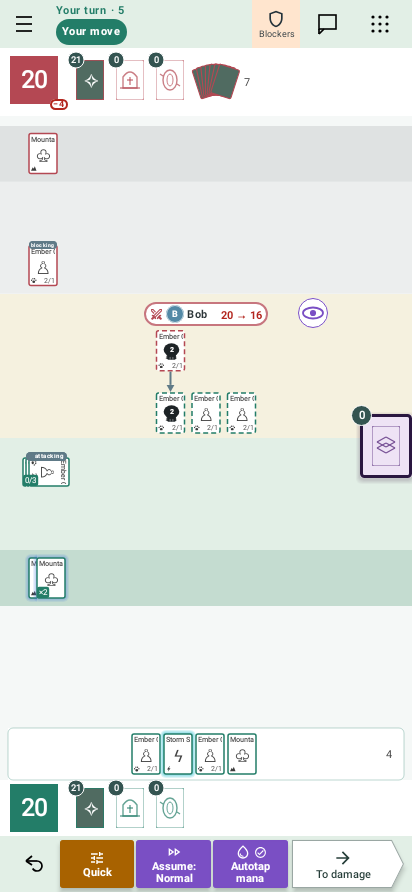 Your turn · 5
Your move
Blockers
20
-4
21
0
0
7
Mounta
blocking
Ember (
2/1
B Bob 20 → 16
Ember (
2
2/1
Ember ( Ember ( Ember (
2
2/1 2/1 2/1
0
attacking
Ember (
0/3
M Mounta
×2
Ember ( Storm S Ember ( Mounta
2/1 2/1
4
20
21
0
0
Quick
Assume:
Normal
Autotap
mana
To damage